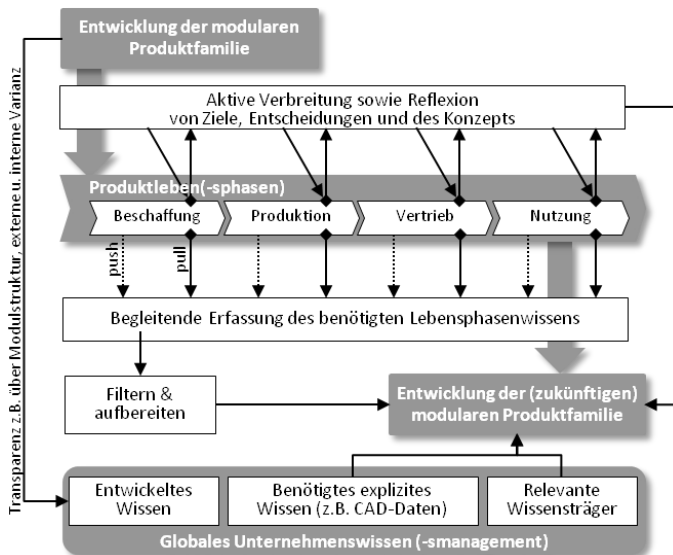 Entwicklung der modularen
Produktfamilie
Aktive Verbreitung sowie Reflexion
von Ziele, Entscheidungen und des Konzepts
Produktleben(-sphasen)
Beschaffung
Produktion
Vertrieb
Nutzung
push
pull
Begleitende Erfassung des benötigten Lebensphasenwissens
Filtern &
aufbereiten
Entwicklung der (zukünftigen)
modularen Produktfamilie
Transparenz z.B. über Modulstruktur, externe u. interne Varianz
Entwickeltes
Wissen
Benötigtes explizites
Wissen (z.B. CAD-Daten)
Relevante
Wissensträger
Globales Unternehmenswissen (-smanagement)